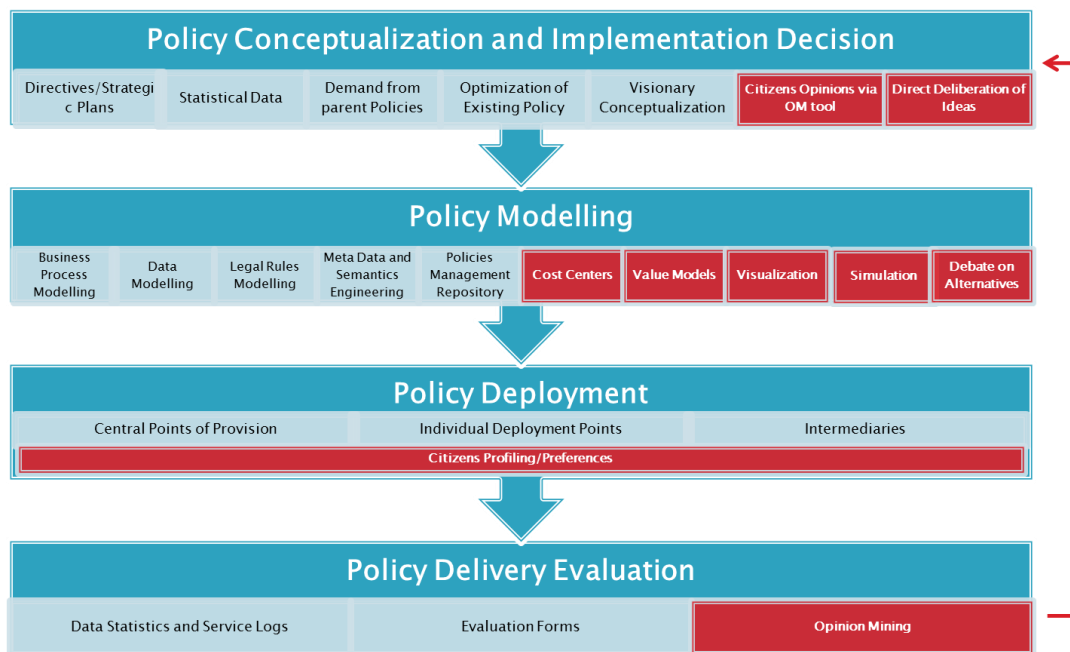 Policy Conceptualization and Implementation Decision
Directives/Strategi
c Plans
Statistical Data
Demand from
parent Policies
Optimization of
Existing Policy
Visionary
Conceptualization
Citizens Opinions via
OM tool
Direct Deliberation of
Ideas
Policy Modelling
Business
Process
Modelling
Data
Modelling
Legal Rules
Modelling
Meta Data and
Semantics
Engineering
Policies
Management
Repository
Cost Centers
Value Models
Visualization
Simulation
Debate on
Alternatives
Policy Deployment
Central Points of Provision
Individual Deployment Points
Intermediaries
Citizens Profiling/Preferences
Policy Delivery Evaluation
Data Statistics and Service Logs
Evaluation Forms
Opinion Mining